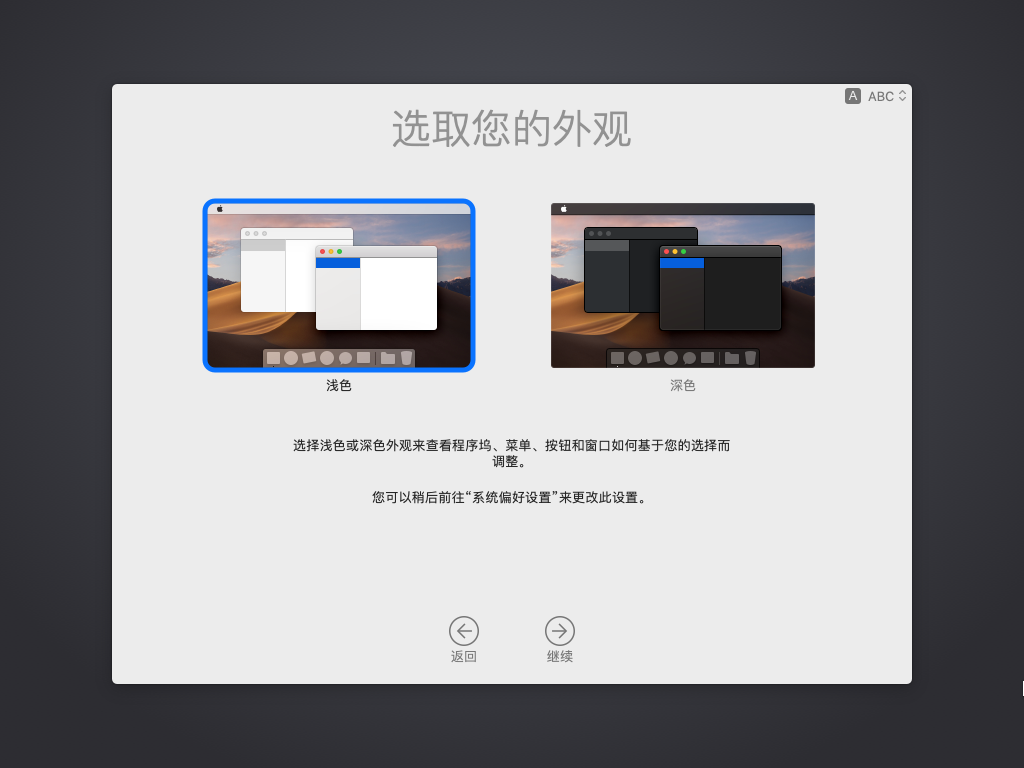 A ABC
选取您的外观
浅色
深色
选择浅色或深色外观来查看程序坞、菜单、按钮和窗口如何基于您的选择而
调整。
您可以稍后前往“系统偏好设置”来更改此设置。
返回
继续